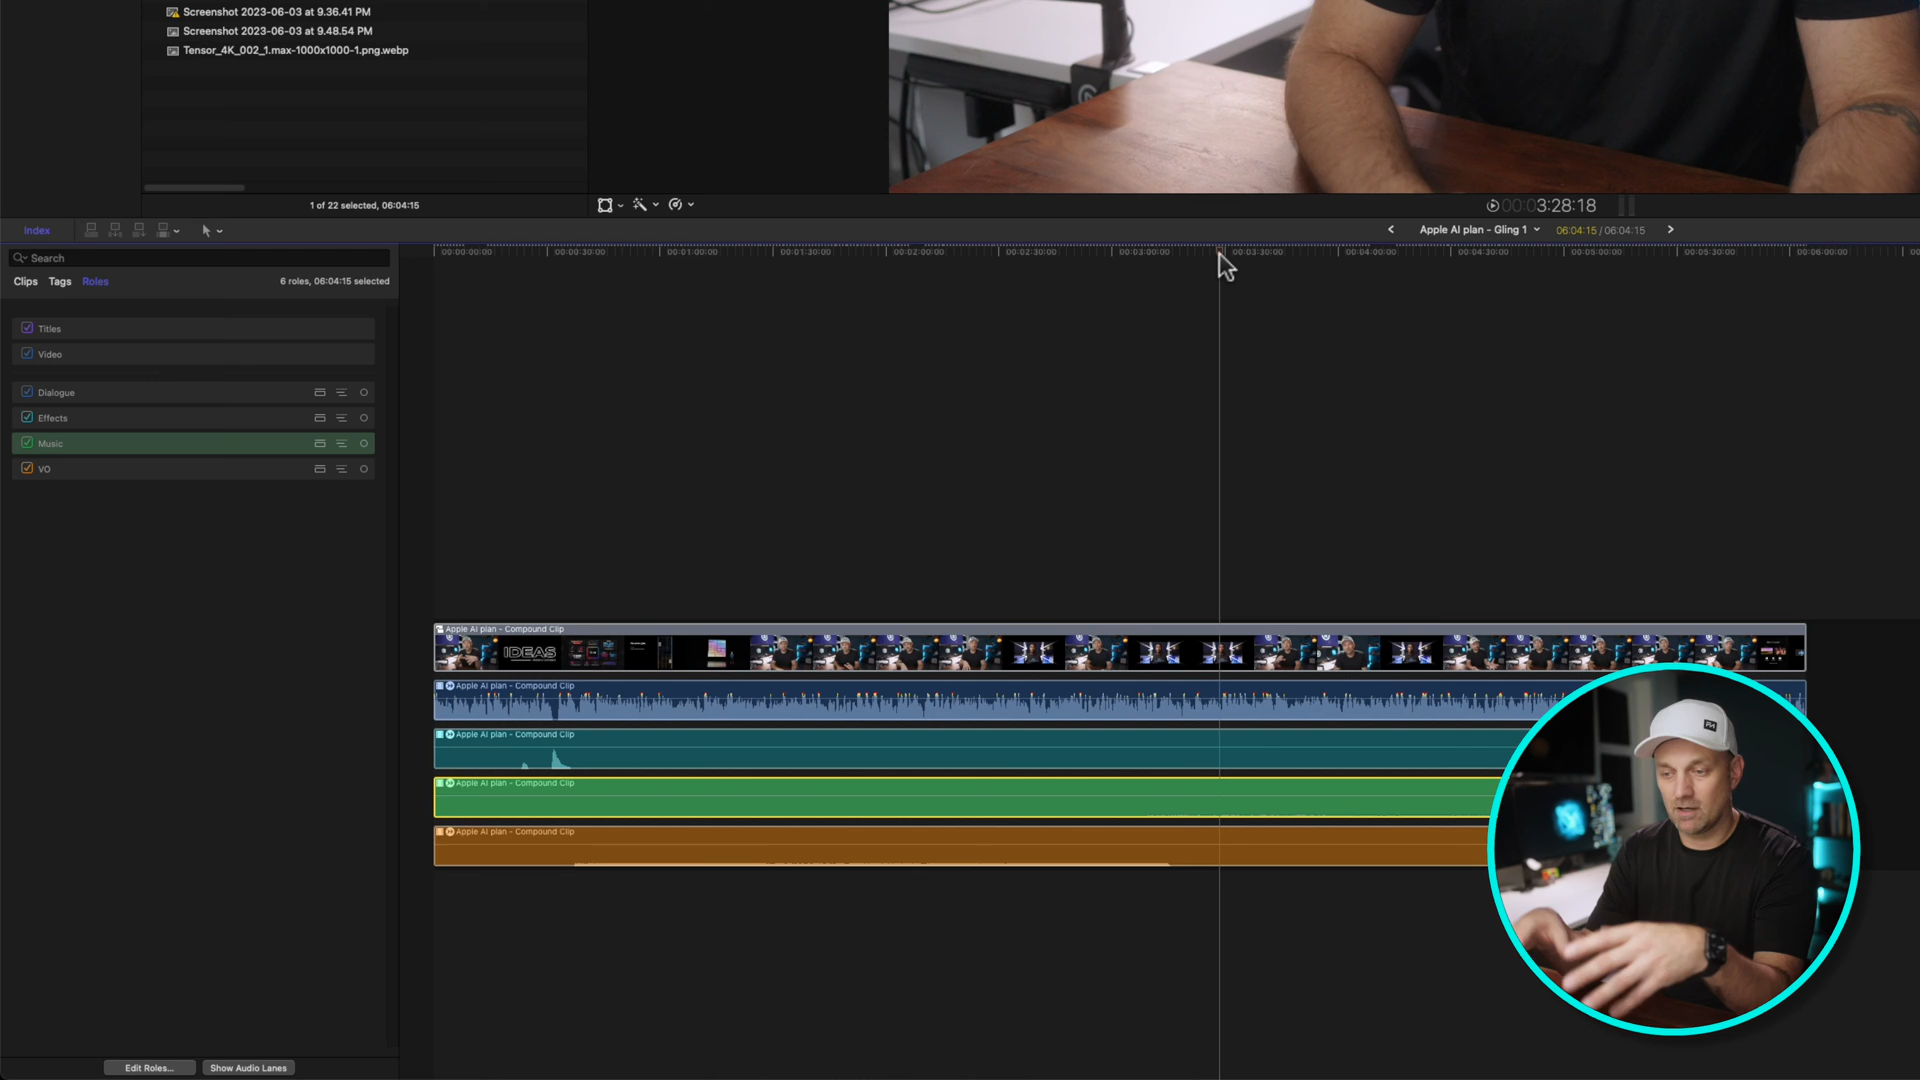 Screenshot 2023-06-03 at 9.36.41 PM
Screenshot 2023-06-03 at 9.48.54 PM
Tensor_4K_002_1.max-1000x1000-1.png.webp
1 of 22 selected, 06:04:15
00:00:03:28:18
Index
Apple AI plan - Gling 1
06:04:15 / 06:04:15
Search
00:00:00:00
00:00:30:00
00:01:00:00
00:01:30:00
00:02:00:00
00:02:30:00
00:03:00:00
00:03:30:00
00:04:00:00
00:04:30:00
00:05:00:00
00:05:30:00
00:06:00:00
Clips Tags Roles
6 roles, 06:04:15 selected
Titles
Video
Dialogue
Effects
Music
VO
Apple AI plan - Compound Clip
IDEAS
Apple AI plan - Compound Clip
Apple AI plan - Compound Clip
Apple AI plan - Compound Clip
Apple AI plan - Compound Clip
Edit Roles...
Show Audio Lanes